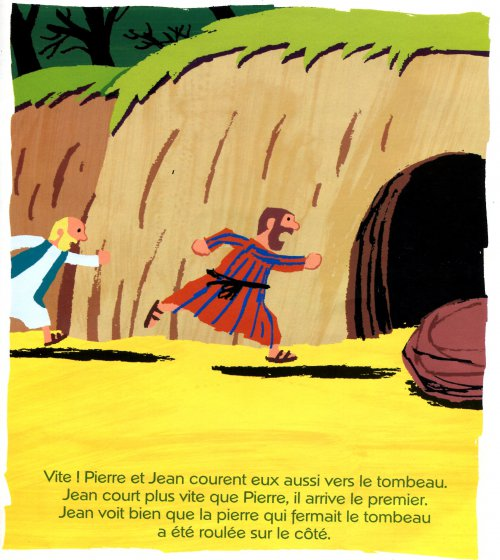 Vite ! Pierre et Jean courent eux aussi vers le tombeau.
Jean court plus vite que Pierre, il arrive le premier.
Jean voit bien que la pierre qui fermait le tombeau
a été roulée sur le côté.